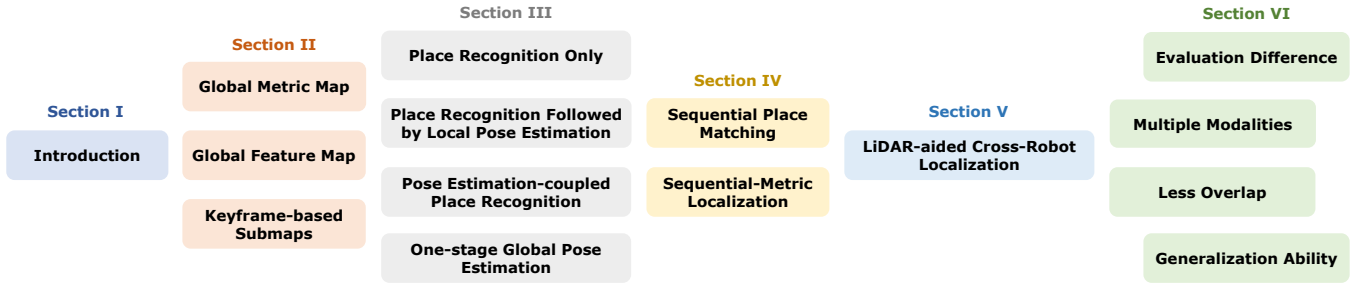 Section I
Introduction
Section II
Global Metric Map
Global Feature Map
Keyframe-based
Submaps
Section III
Place Recognition Only
Place Recognition Followed
by Local Pose Estimation
Pose Estimation-coupled
Place Recognition
One-stage Global Pose
Estimation
Section IV
Sequential Place
Matching
Sequential-Metric
Localization
Section V
LiDAR-aided Cross-Robot
Localization
Section VI
Evaluation Difference
Multiple Modalities
Less Overlap
Generalization Ability